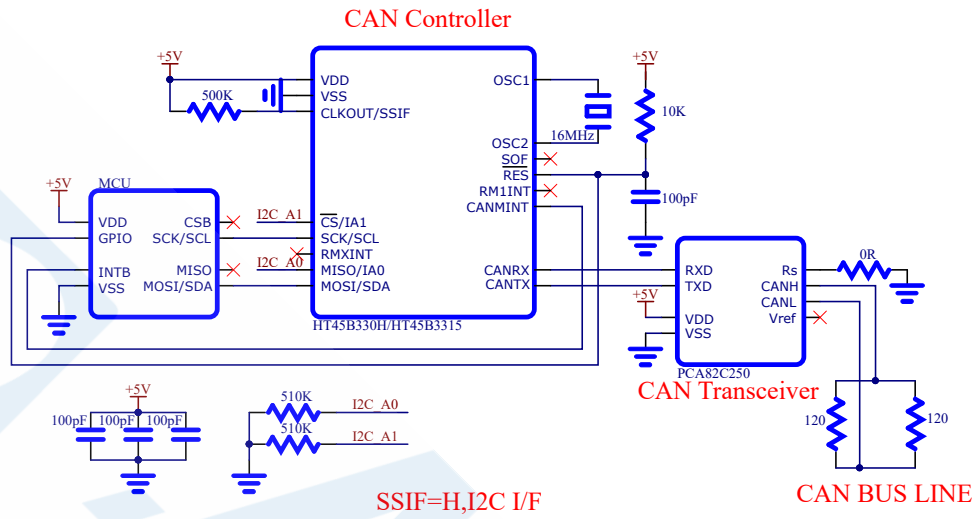 CAN Controller
+5V
500K
VDD
VSS
CLKOUT/SSIF
OSC1
OSC2
16MHz
SOF
RES
RM1INT
CANMINT
+5V
10K
100pF
+5V
MCU
VDD
GPIO
INTB
VSS
CSB
SCK/SCL
MISO
MOSI/SDA
I2C_A1
I2C_A0
CS/IA1
SCK/SCL
RMXINT
MISO/IA0
MOSI/SDA
CANRX
CANTX
HT45B330H/HT45B3315
+5V
RXD
TXD
VDD
VSS
Rs
CANH
CANL
Vref
0R
PCA82C250
CAN Transceiver
120
120
CAN BUS LINE
+5V
100pF 100pF 100pF
510K
I2C_A0
510K
I2C_A1
SSIF=H,I2C I/F